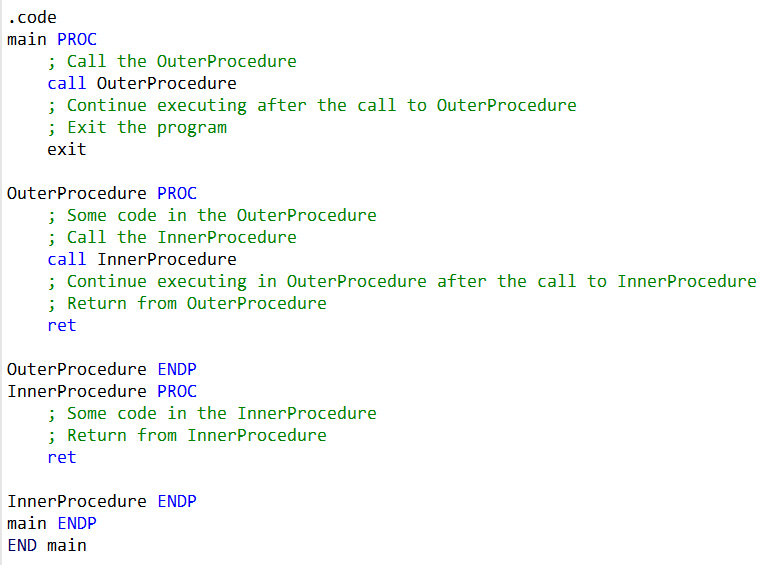 .code
main PROC
    ; Call the OuterProcedure
    call OuterProcedure
    ; Continue executing after the call to OuterProcedure
    ; Exit the program
    exit

OuterProcedure PROC
    ; Some code in the OuterProcedure
    ; Call the InnerProcedure
    call InnerProcedure
    ; Continue executing in OuterProcedure after the call to InnerProcedure
    ; Return from OuterProcedure
    ret

OuterProcedure ENDP
InnerProcedure PROC
    ; Some code in the InnerProcedure
    ; Return from InnerProcedure
    ret

InnerProcedure ENDP
main ENDP
END main